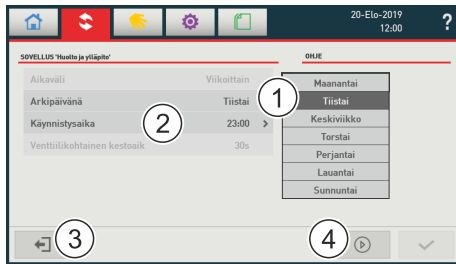 20-Elo-2019
12:00
?
SOVELLUS 'Huolto ja ylläpito'
OHJE
Aikaväli Viikoittain
Arkipäivänä Tiistai
Käynnistysaika 23:00 >
Venttiilikohtainen kestoaik 30s
Maanantai
Tiistai
Keskiviikko
Torstai
Perjantai
Lauantai
Sunnuntai
1
2
3
4